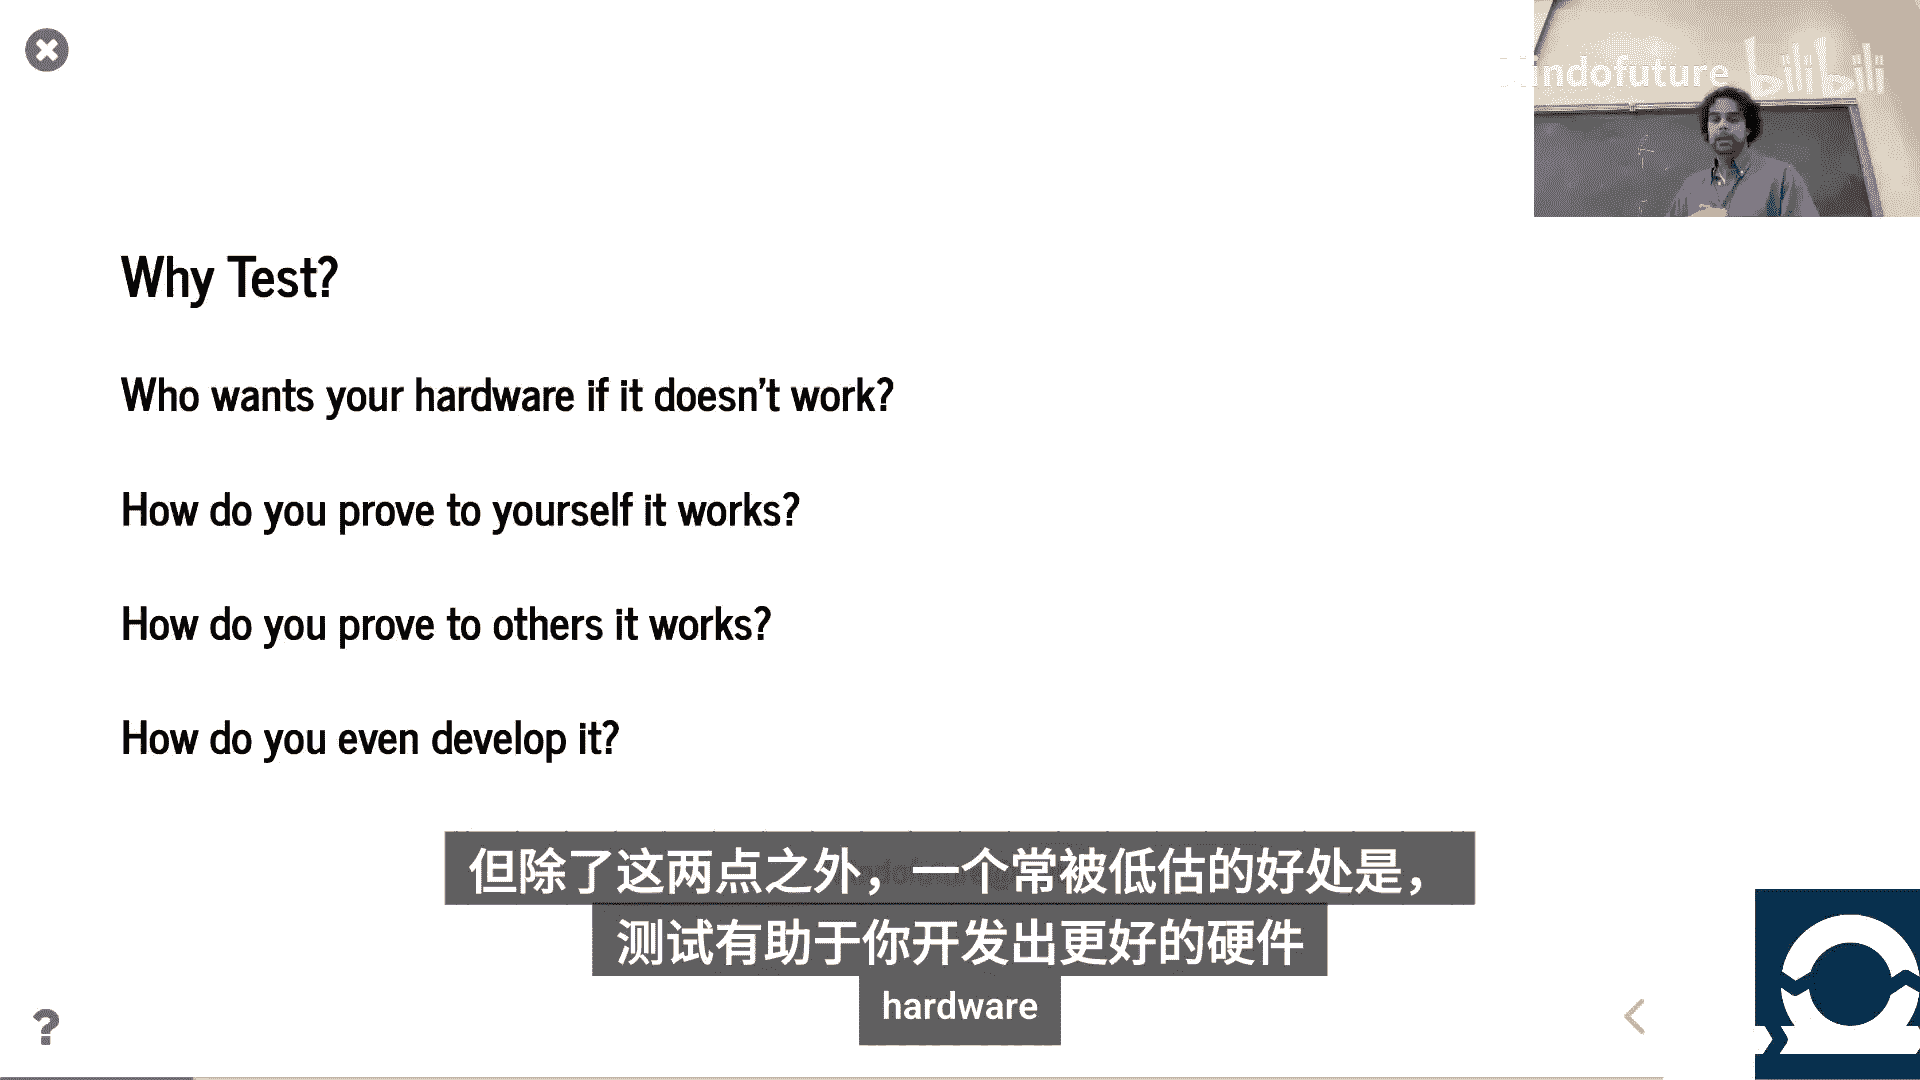 indofuture bilibili
Why Test?
Who wants your hardware if it doesn't work?
How do you prove to yourself it works?
How do you prove to others it works?
How do you even develop it?
但除了这两点之外，一个常被低估的好处是，
测试有助于你开发出更好的硬件
hardware
?